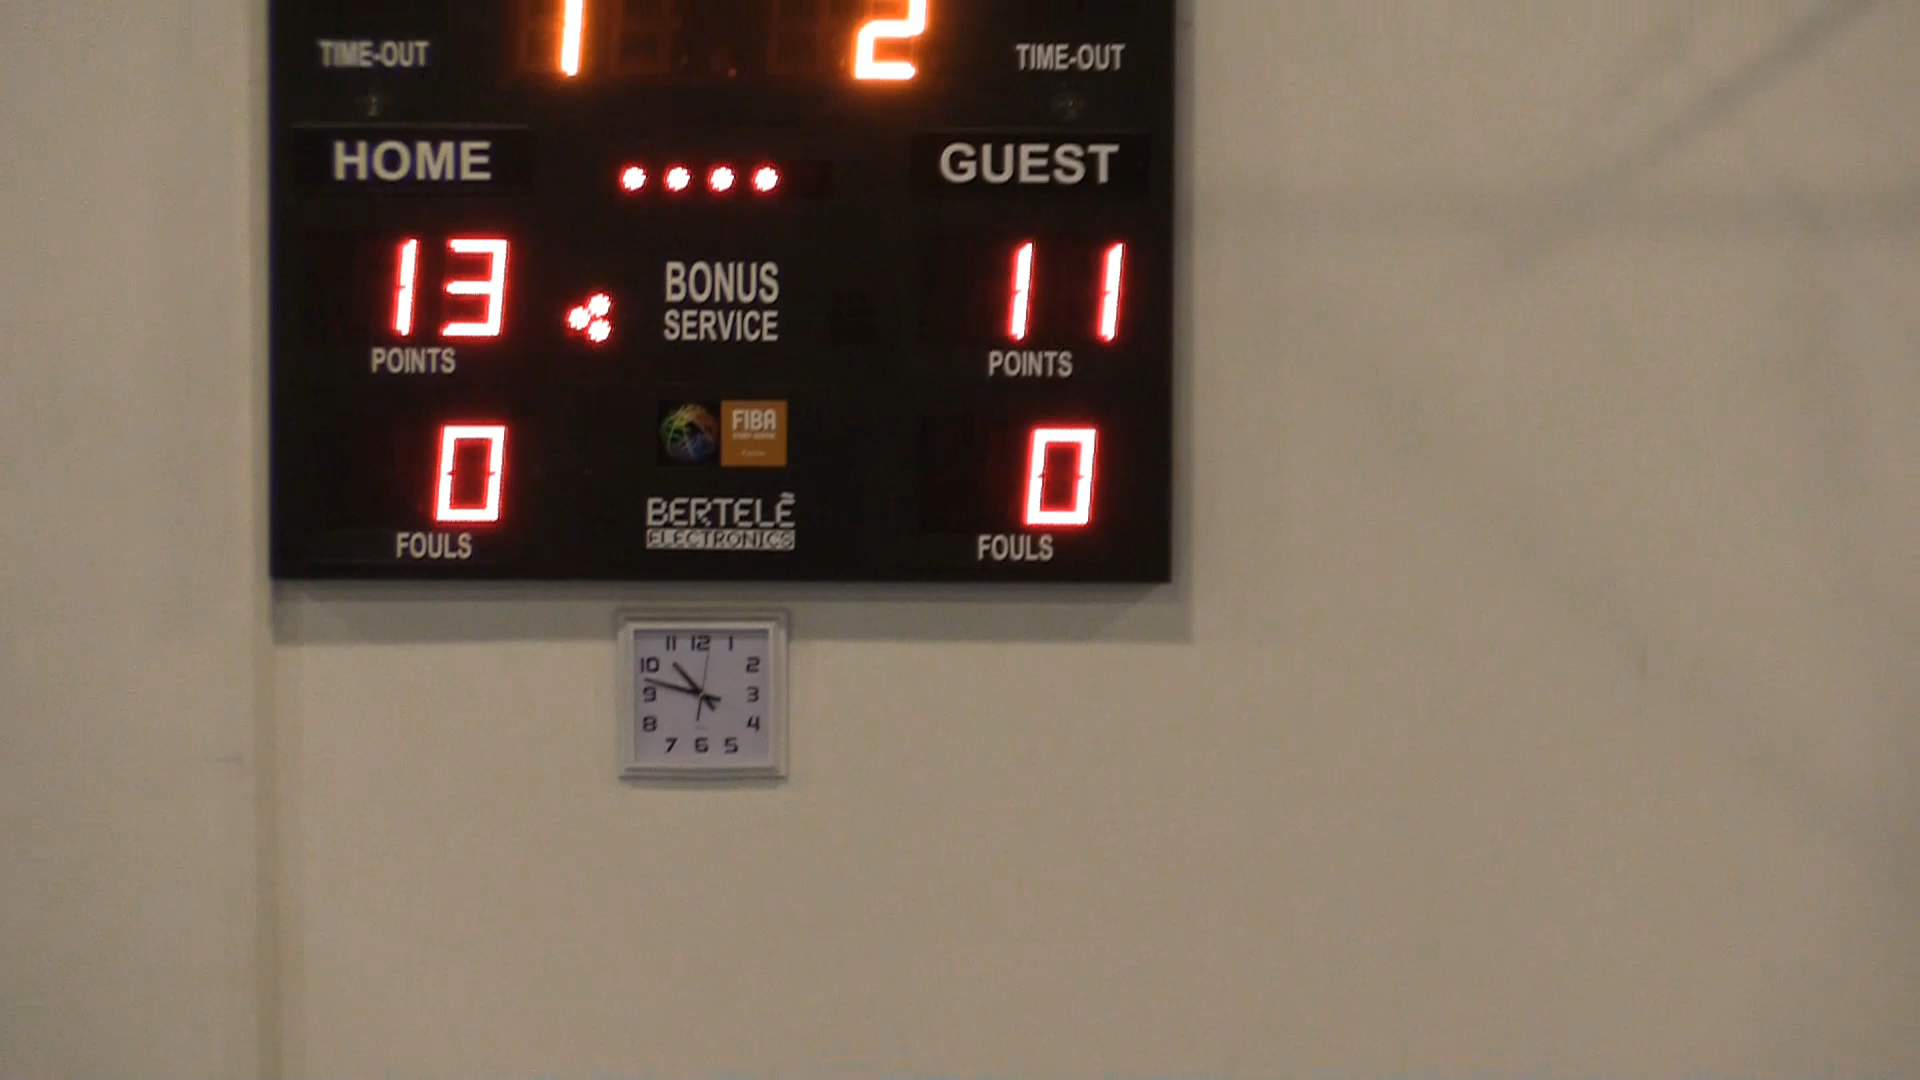 1 2
TIME-OUT TIME-OUT
HOME GUEST
13 BONUS 11
SERVICE
POINTS POINTS
FIBA
0 0
BERTELÈ
ELECTRONICS
FOULS FOULS
11 12 1
10 2
9 3
8 4
7 6 5